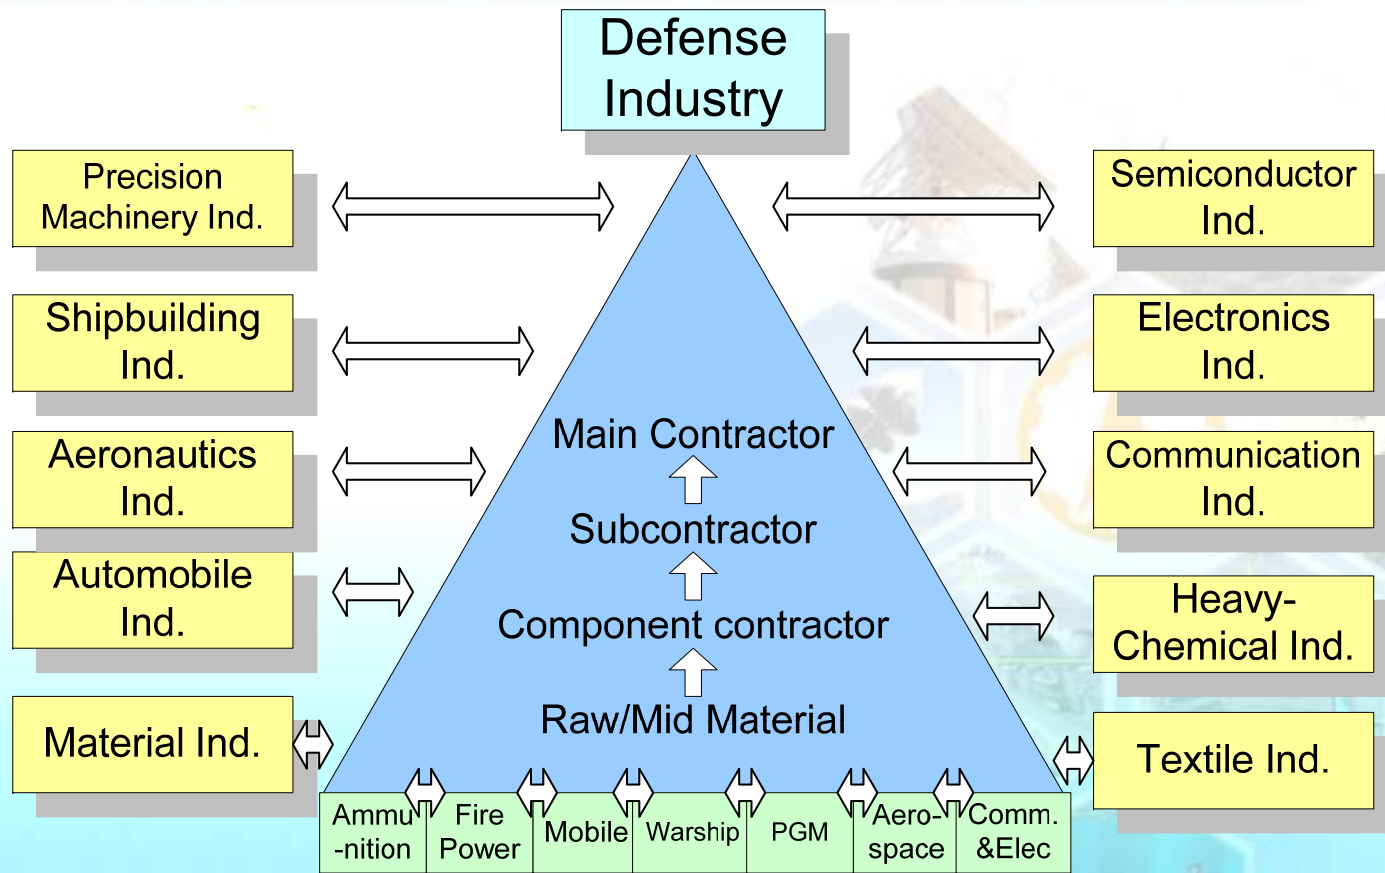 Defense
Industry
Precision
Machinery Ind.
Shipbuilding
Ind.
Aeronautics
Ind.
Automobile
Ind.
Material Ind.
Main Contractor
Subcontractor
Component contractor
Raw/Mid Material
Semiconductor
Ind.
Electronics
Ind.
Communication
Ind.
Heavy-
Chemical Ind.
Textile Ind.
Ammu
-nition
Fire
Power
Mobile
Warship
PGM
Aero-
space
Comm.
&Elec